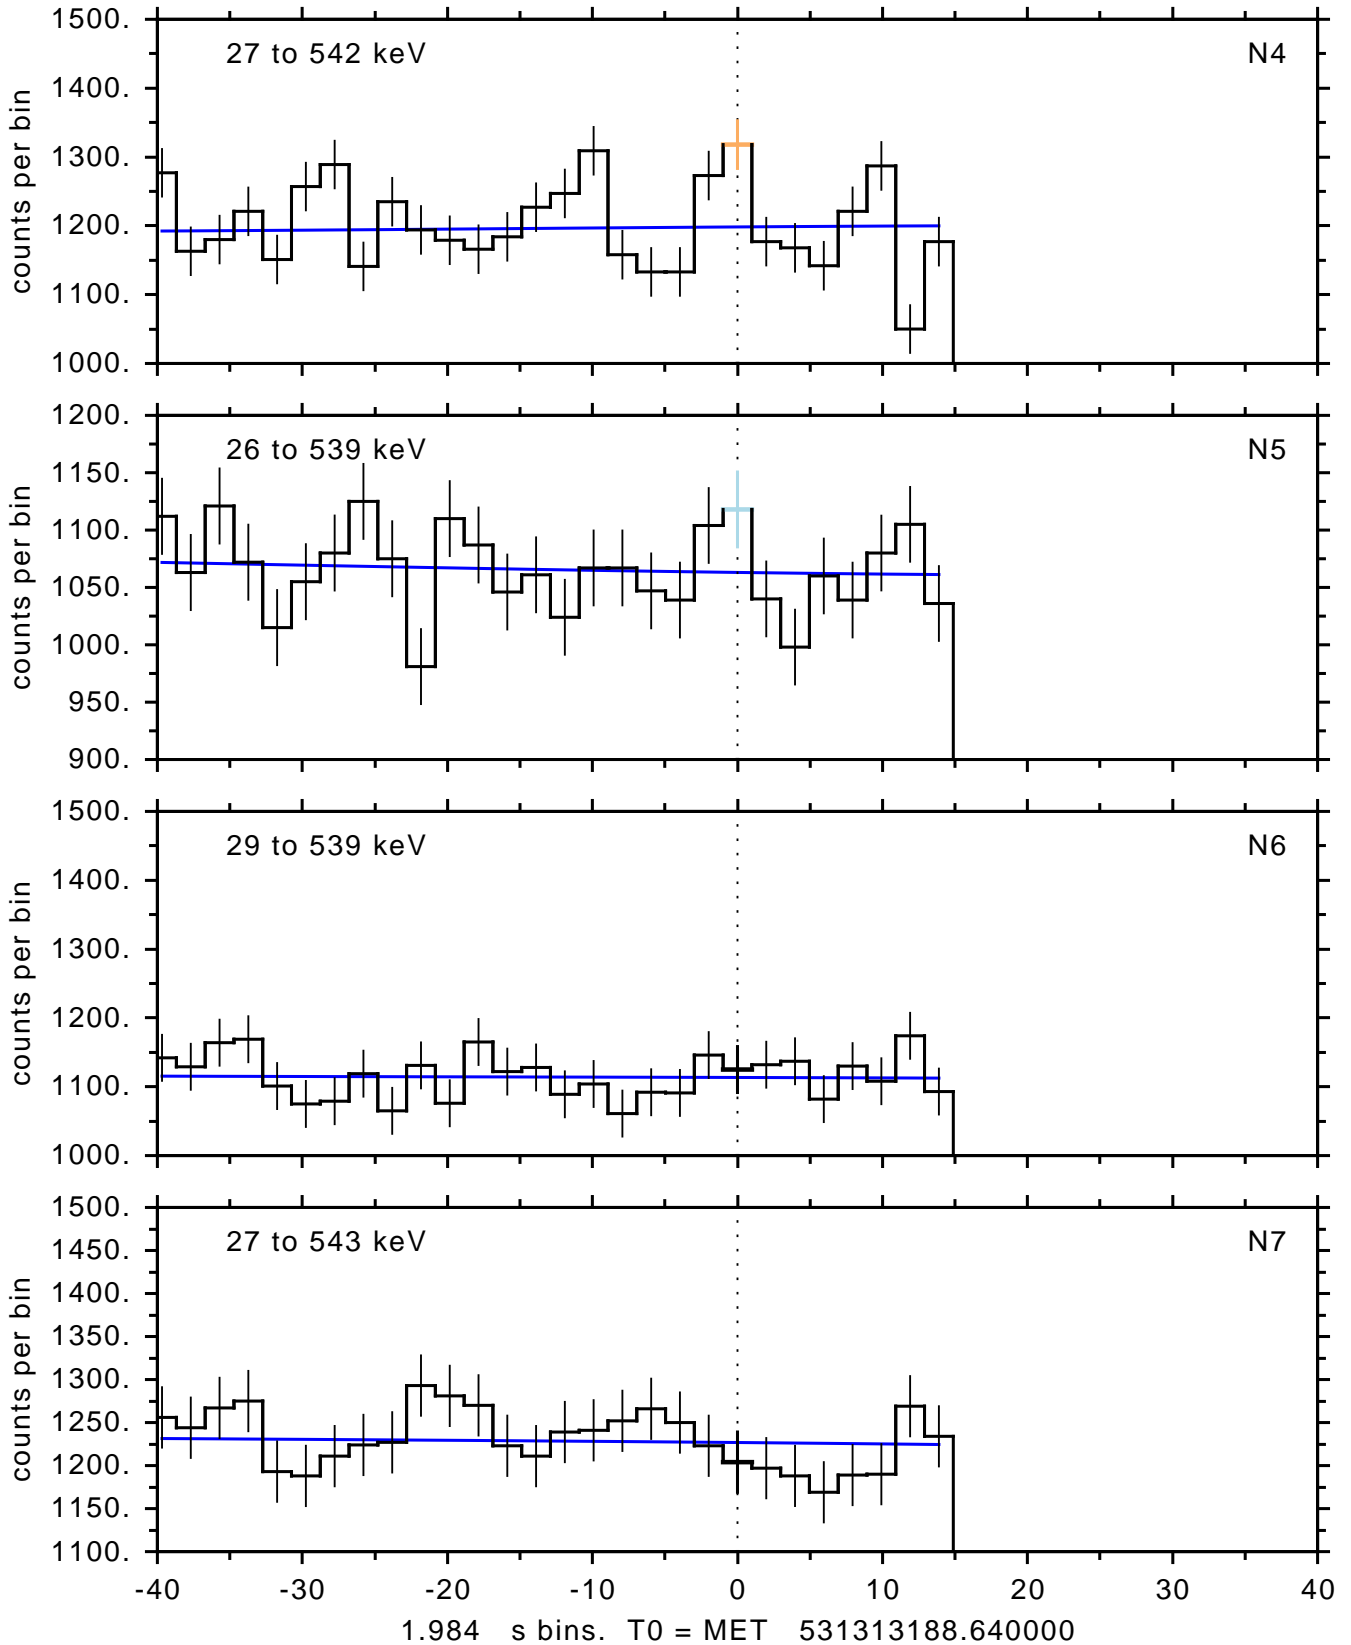 1500.
27 to 542 keV
N4
1400.
1300.
1200.
1100.
1000.
counts per bin
1200.
26 to 539 keV
N5
1150.
1100.
1050.
1000.
950.
900.
counts per bin
1500.
29 to 539 keV
N6
1400.
1300.
1200.
1100.
1000.
counts per bin
1500.
27 to 543 keV
N7
1450.
1400.
1350.
1300.
1250.
1200.
1150.
1100.
counts per bin
-40 -30 -20 -10 0 10 20 30 40
1.984 s bins. T0 = MET 531313188.640000